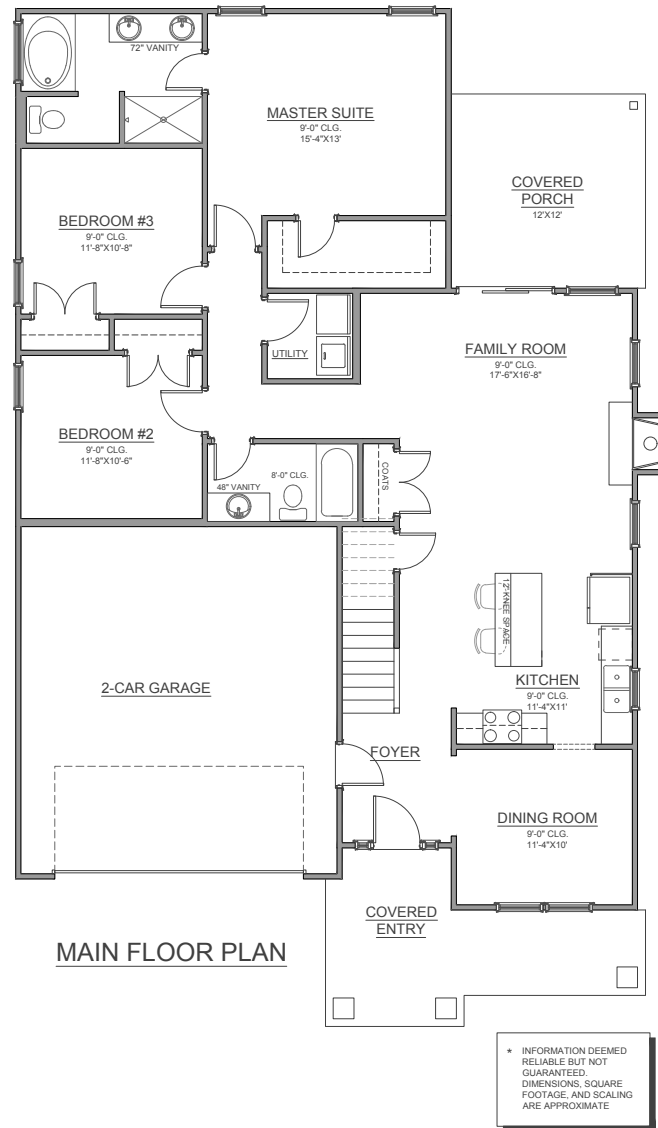 72" VANITY
MASTER SUITE
9'-0" CLG.
15'-4"X13'
COVERED
PORCH
12'X12'
BEDROOM #3
9'-0" CLG.
11'-8"X10'-8"
UTILITY
FAMILY ROOM
9'-0" CLG.
17'-6"X16'-8"
BEDROOM #2
9'-0" CLG.
11'-8"X10'-6"
48" VANITY
8'-0" CLG.
COATS
12" KNEE SPACE
2-CAR GARAGE
KITCHEN
9'-0" CLG.
11'-4"X11'
FOYER
DINING ROOM
9'-0" CLG.
11'-4"X10'
COVERED
ENTRY
MAIN FLOOR PLAN
* INFORMATION DEEMED
RELIABLE BUT NOT
GUARANTEED.
DIMENSIONS, SQUARE
FOOTAGE, AND SCALING
ARE APPROXIMATE